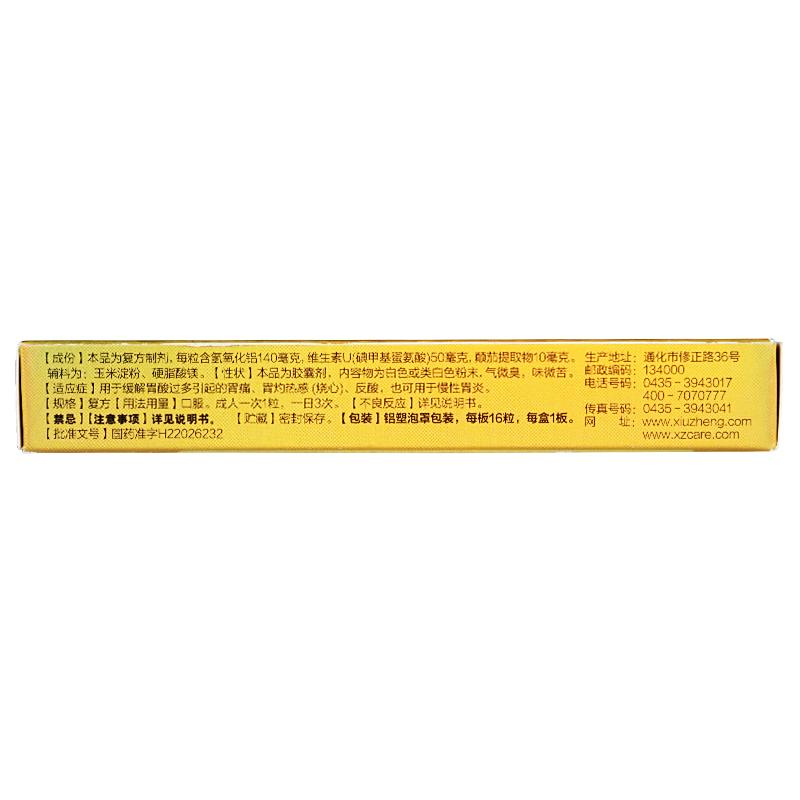 【成份】本品为复方制剂,每粒含氢氧化铝140毫克,维生素U(碘甲基蛋氨酸)50毫克,颠茄提取物10毫克。
辅料为:玉米淀粉、硬脂酸镁。【性状】本品为胶囊剂,内容物为白色或类白色粉末,气微臭,味微苦。
【适应症】用于缓解胃酸过多引起的胃痛、胃灼热感(烧心)、反酸,也可用于慢性胃炎。
【规格】复方【用法用量】口服。成人一次1粒,一日3次。【不良反应】详见说明书。
【禁忌】【注意事项】详见说明书。【贮藏】密封保存。【包装】铝塑泡罩包装,每板16粒,每盒1板。
【批准文号】国药准字H22026232
生产地址:通化市修正路36号
邮政编码:134000
电话号码:0435-3943017
400-7070777
传真号码:0435-3943041
网 址:www.xiuzheng.com
www.xzcare.com